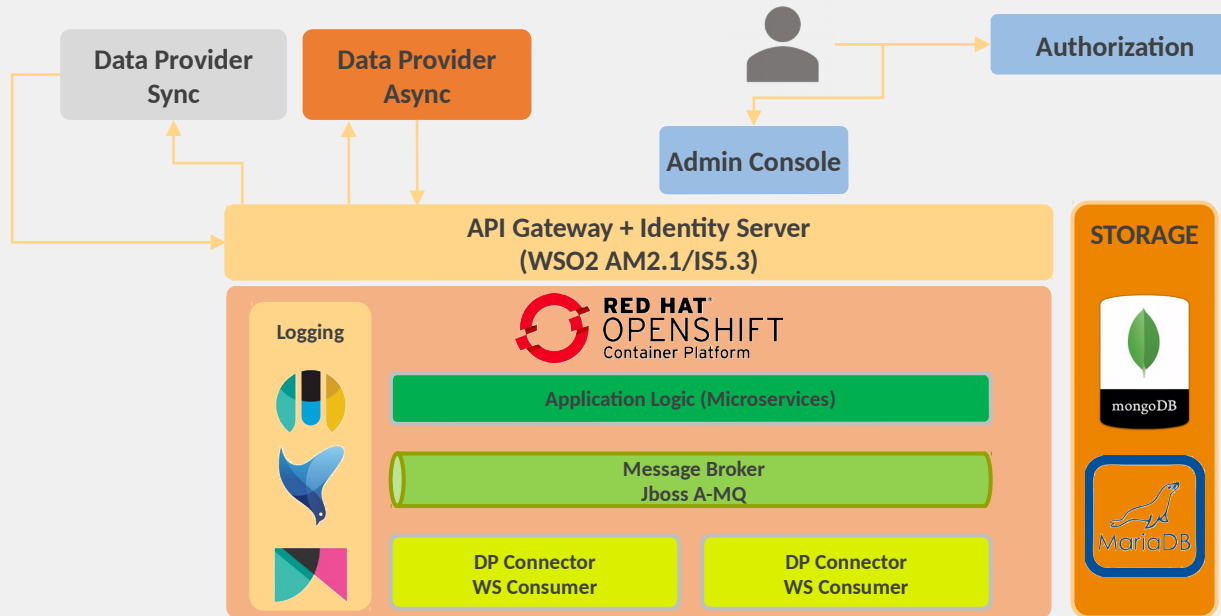 Data Provider
Sync
Data Provider
Async
Authorization
Admin Console
API Gateway + Identity Server
(WSO2 AM2.1/IS5.3)
STORAGE
Logging
RED HAT®
OPENSHIFT
Container Platform
Application Logic (Microservices)
mongoDB
Message Broker
Jboss A-MQ
MariaDB
DP Connector
WS Consumer
DP Connector
WS Consumer